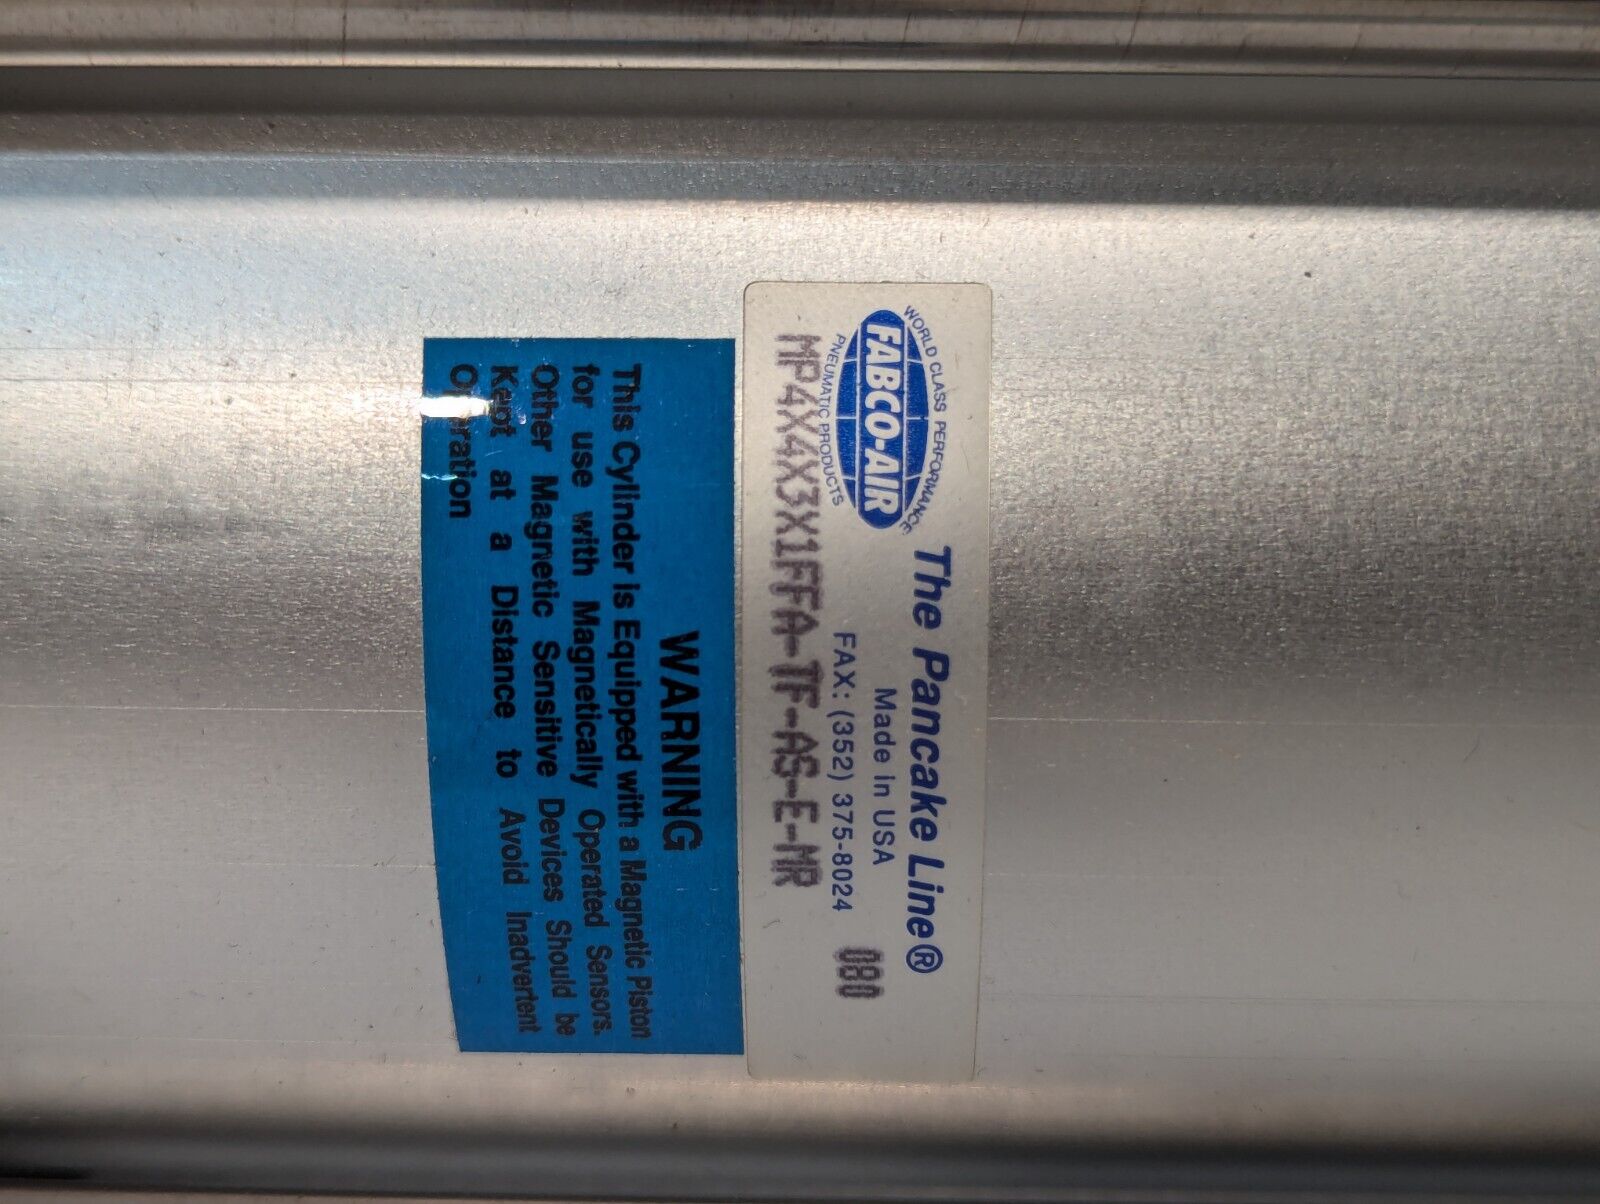 WORLD CLASS PERFORMANCE
FABCO-AIR
PNEUMATIC PRODUCTS
The Pancake Line®
Made in USA
FAX: (352) 375-8024
080
MP4X4X3X1FFA-TF-AS-E-MR
WARNING
This Cylinder is Equipped with a Magnetic Piston
for use with Magnetically Operated Sensors.
Other Magnetic Sensitive Devices Should be
Kept at a Distance to Avoid Inadvertent
Operation